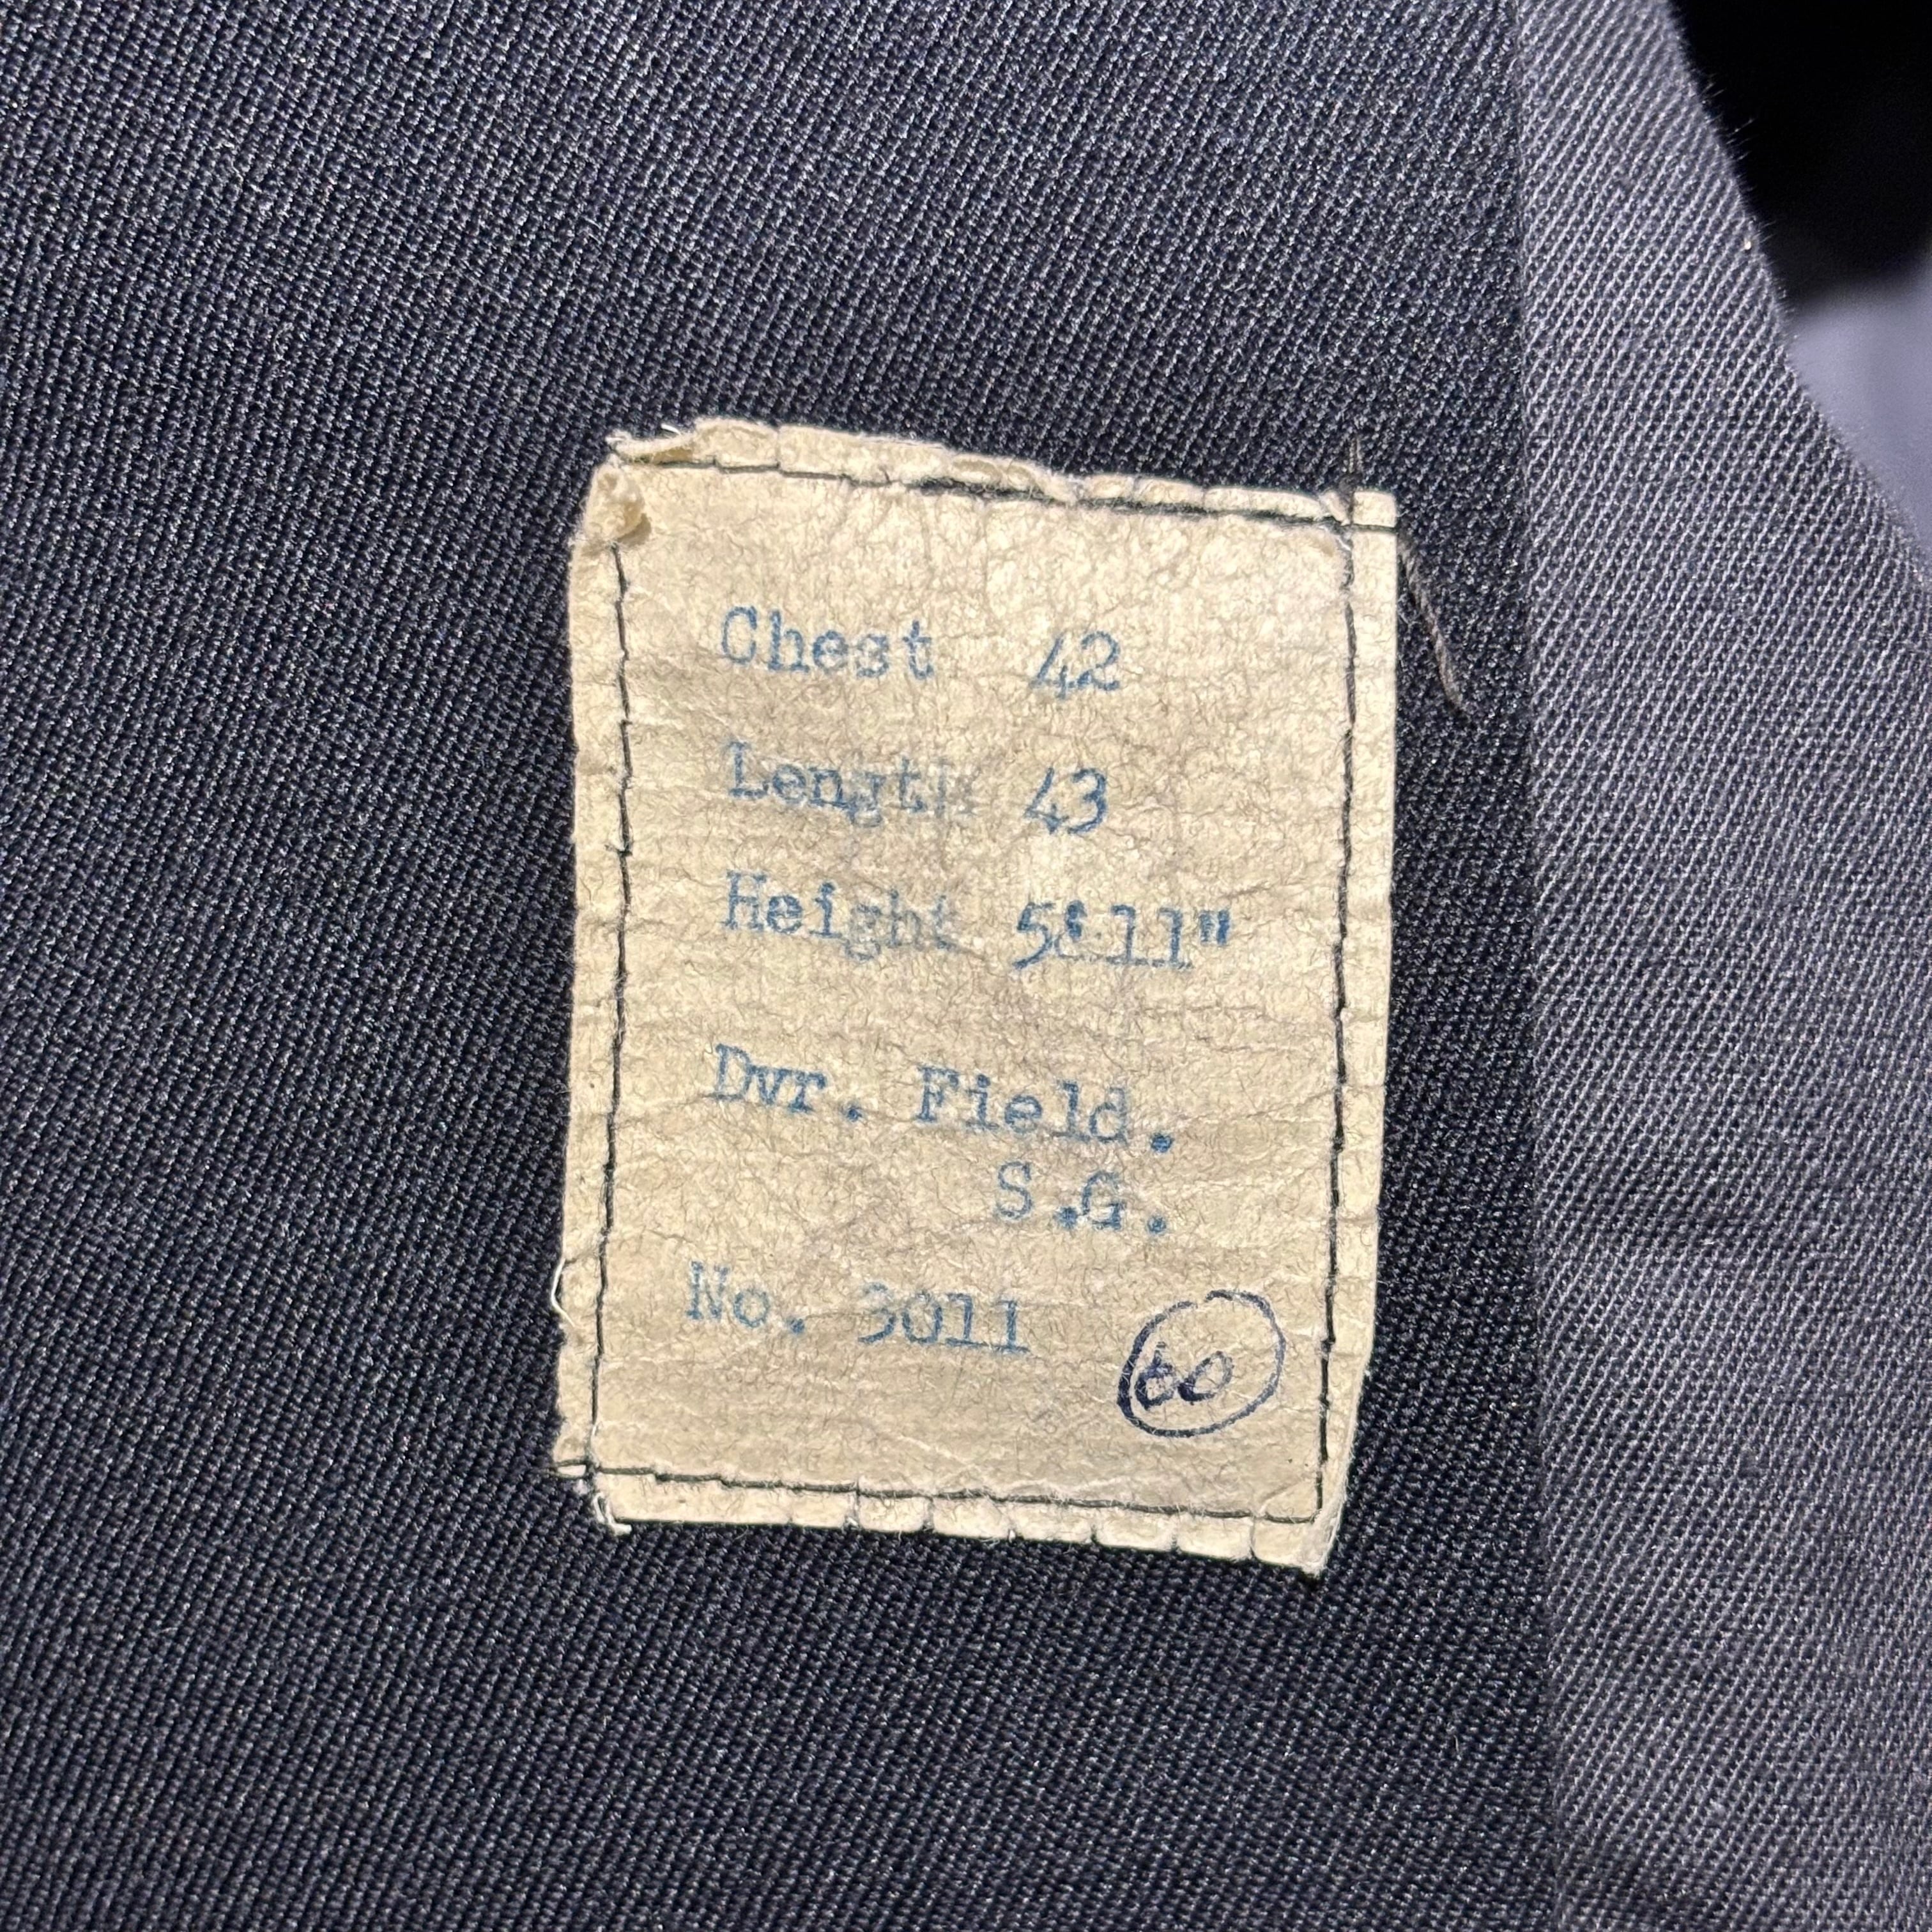 Chest 42
Length 43
Height 5' 11"
Dvr. Field.
S.G.
No. 3011
60